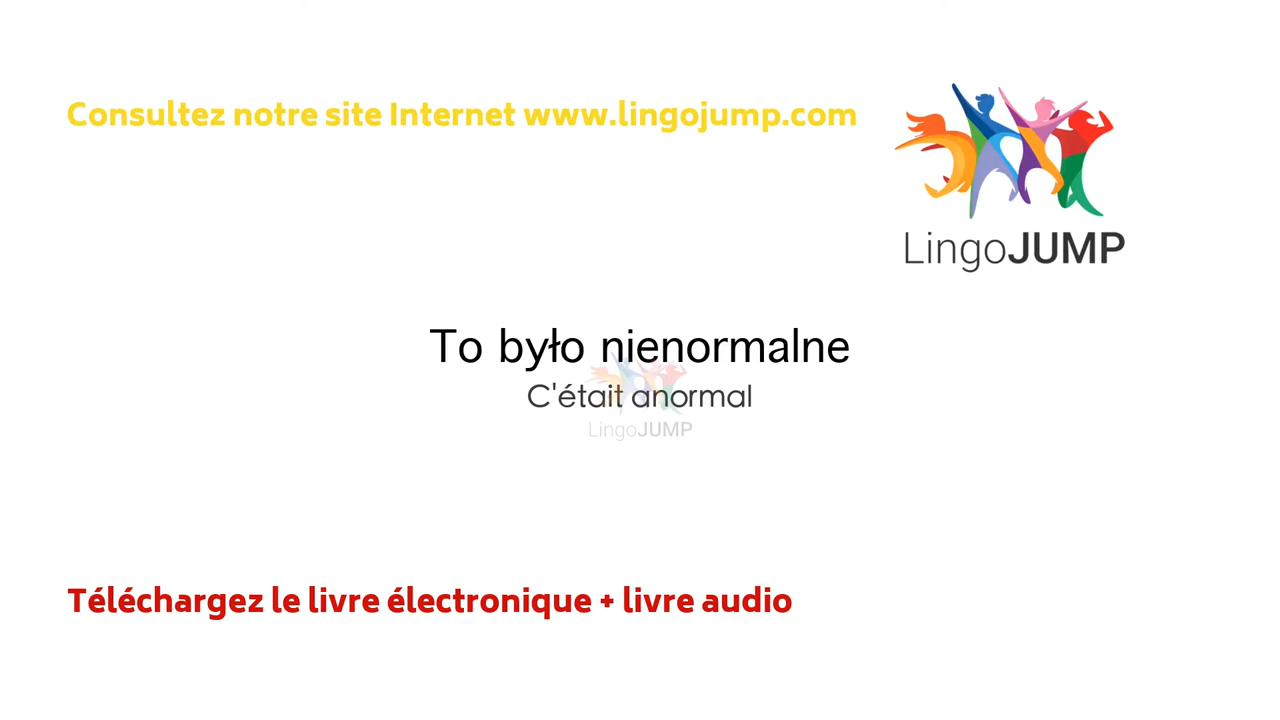 Consultez notre site Internet www.lingojump.com
LingoJUMP
To było nienormalne
C'était anormal
LingoJUMP
Téléchargez le livre électronique + livre audio